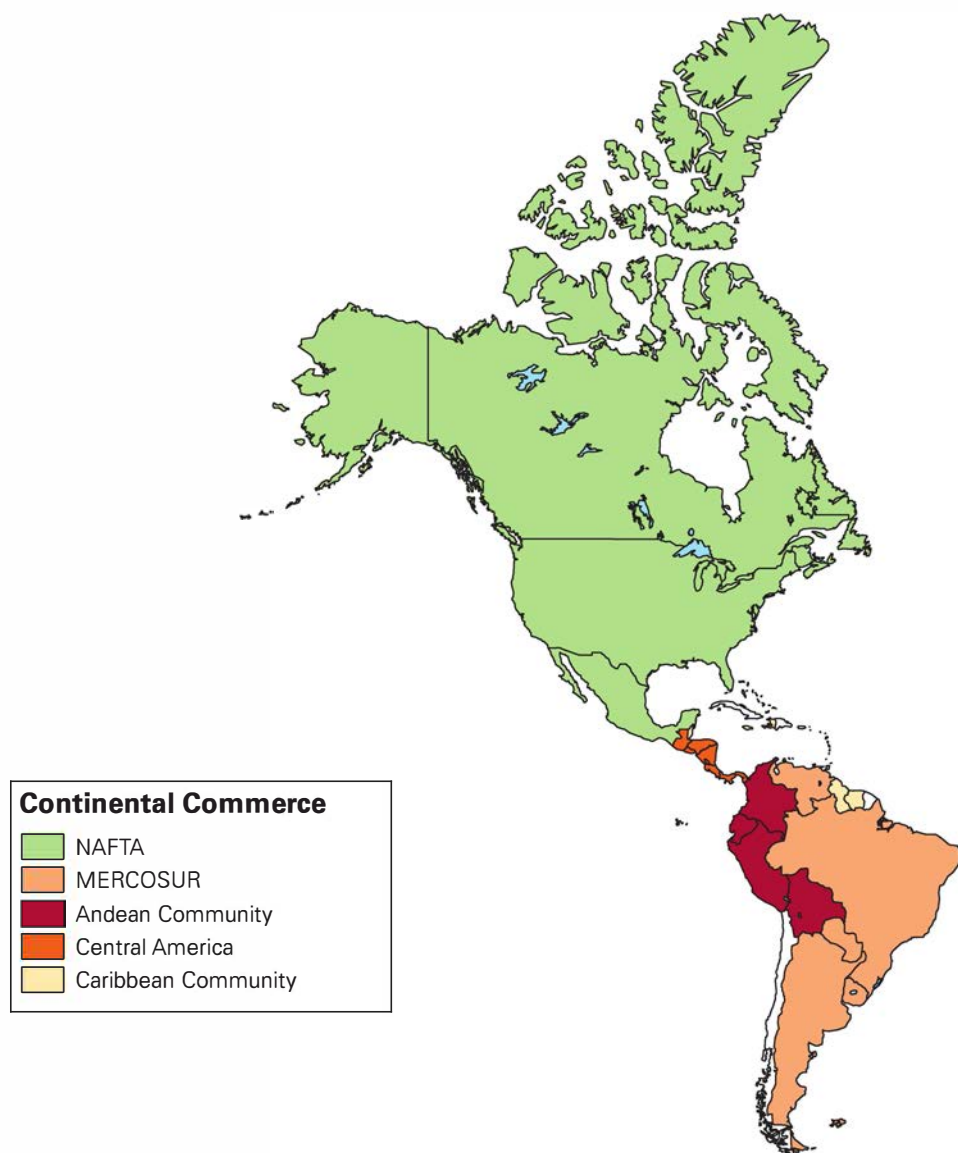 Continental Commerce
NAFTA
MERCOSUR
Andean Community
Central America
Caribbean Community